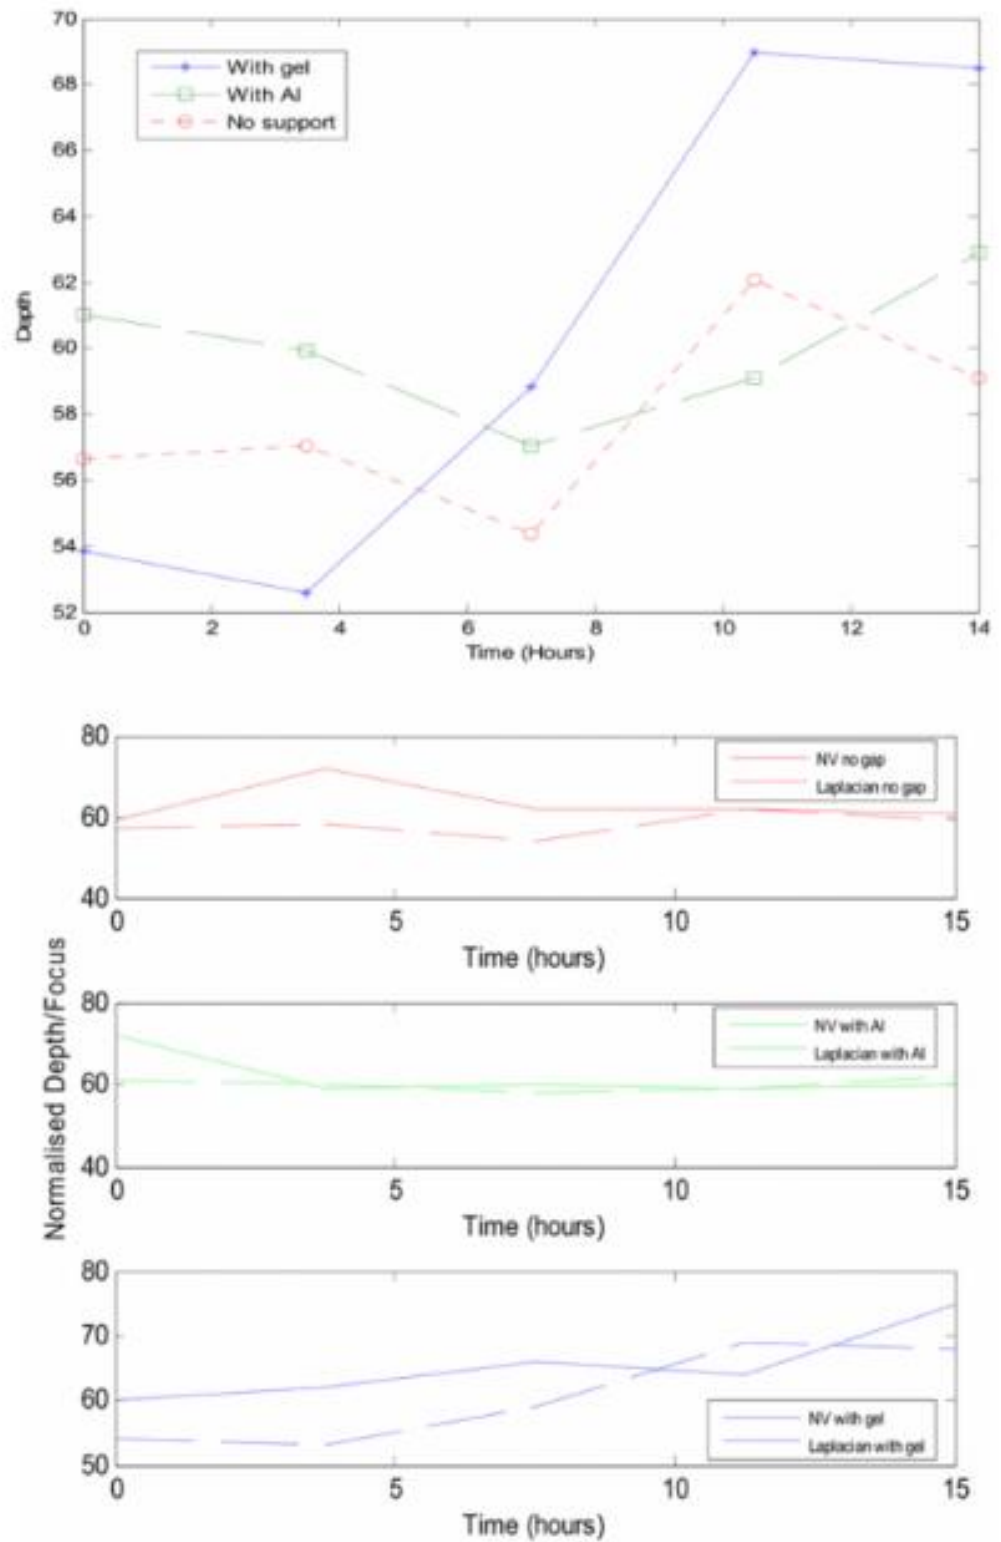 70
With gel
68
With Al
No support
66
64
62
Depth
60
58
56
54
52
0 2 4 6 8 10 12 14
Time (Hours)
80
NV no gap
Laplacian no gap
60
40
0 5 10 15
Time (hours)
Normalised Depth/Focus
80
NV with Al
Laplacian with Al
60
40
0 5 10 15
Time (hours)
80
70
60
NV with gel
Laplacian with gel
50
0 5 10 15
Time (hours)